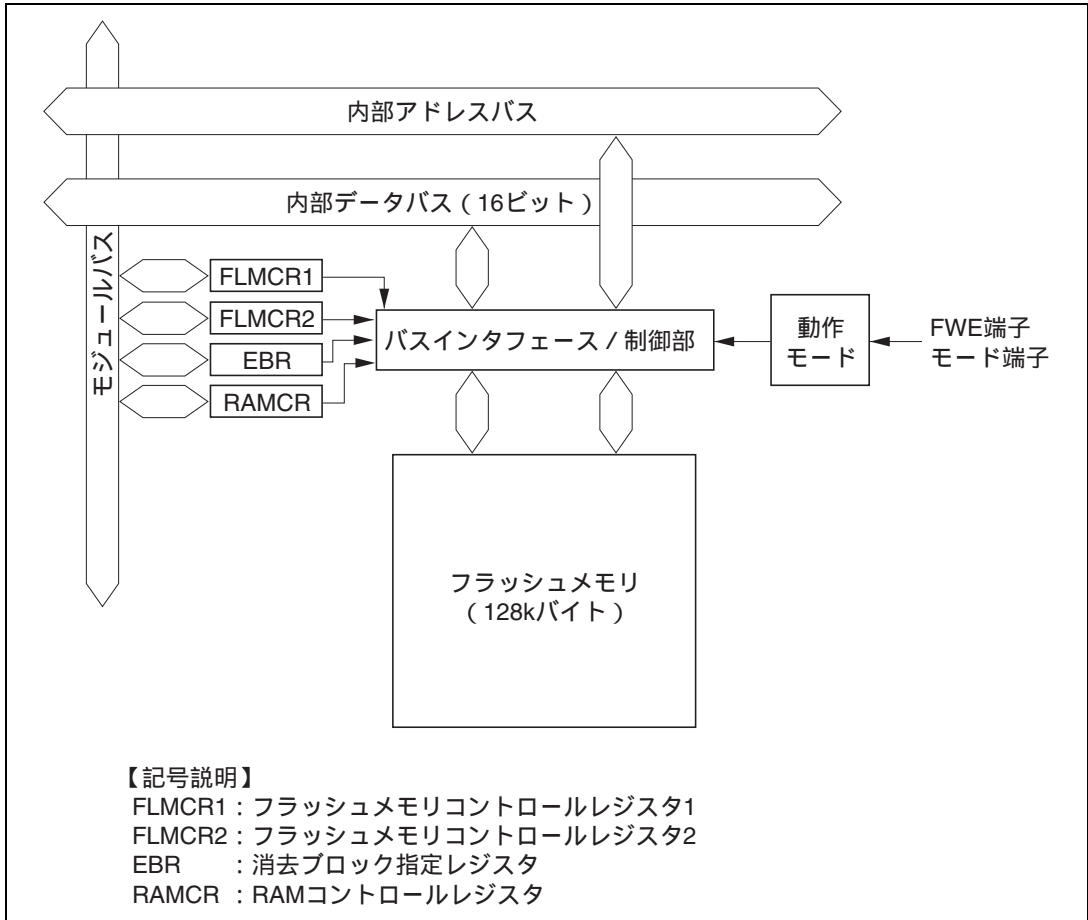 内部アドレスバス
内部データバス（16ビット）
モジュールバス
FLMCR1
FLMCR2
EBR
RAMCR
バスインタフェース / 制御部
動作
モード
FWE端子
モード端子
フラッシュメモリ
（128kバイト）
【記号説明】
FLMCR1：フラッシュメモリコントロールレジスタ1
FLMCR2：フラッシュメモリコントロールレジスタ2
EBR　：消去ブロック指定レジスタ
RAMCR ：RAMコントロールレジスタ